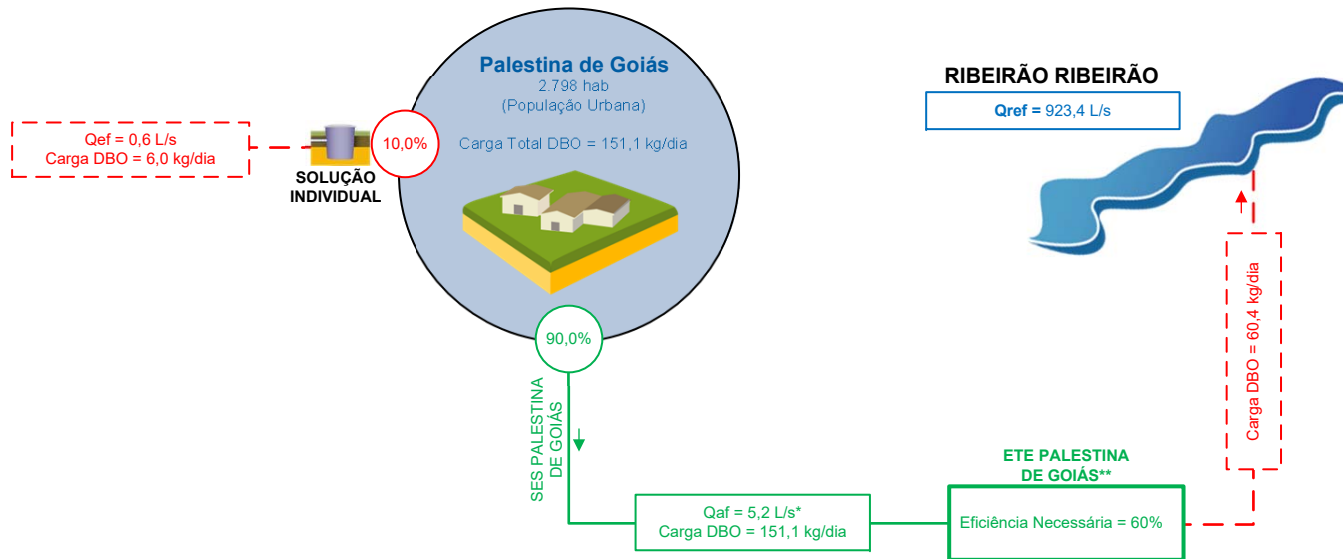 Palestina de Goiás
2.798 hab
(População Urbana)
Carga Total DBO = 151,1 kg/dia
RIBEIRÃO RIBEIRÃO
Qref = 923,4 L/s
Qef = 0,6 L/s
Carga DBO = 6,0 kg/dia
10,0%
SOLUÇÃO
INDIVIDUAL
90,0%
SES PALESTINA
DE GOIÁS
Qaf = 5,2 L/s*
Carga DBO = 151,1 kg/dia
ETE PALESTINA
DE GOIÁS**
Eficiência Necessária = 60%
Carga DBO = 60,4 kg/dia